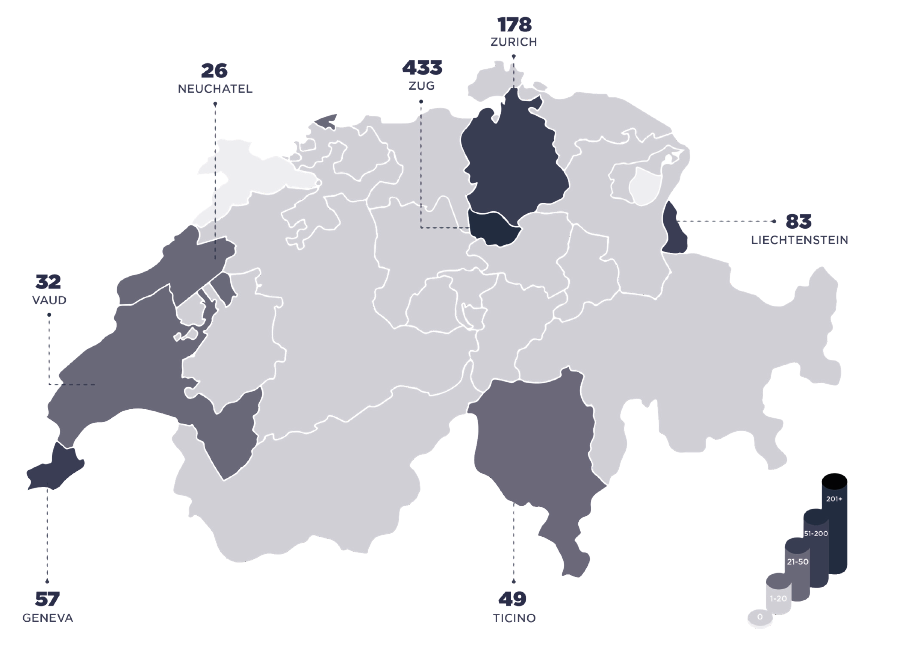 178
ZURICH
433
ZUG
26
NEUCHATEL
83
LIECHTENSTEIN
32
VAUD
57
GENEVA
49
TICINO
201+
51-200
21-50
1-20
0